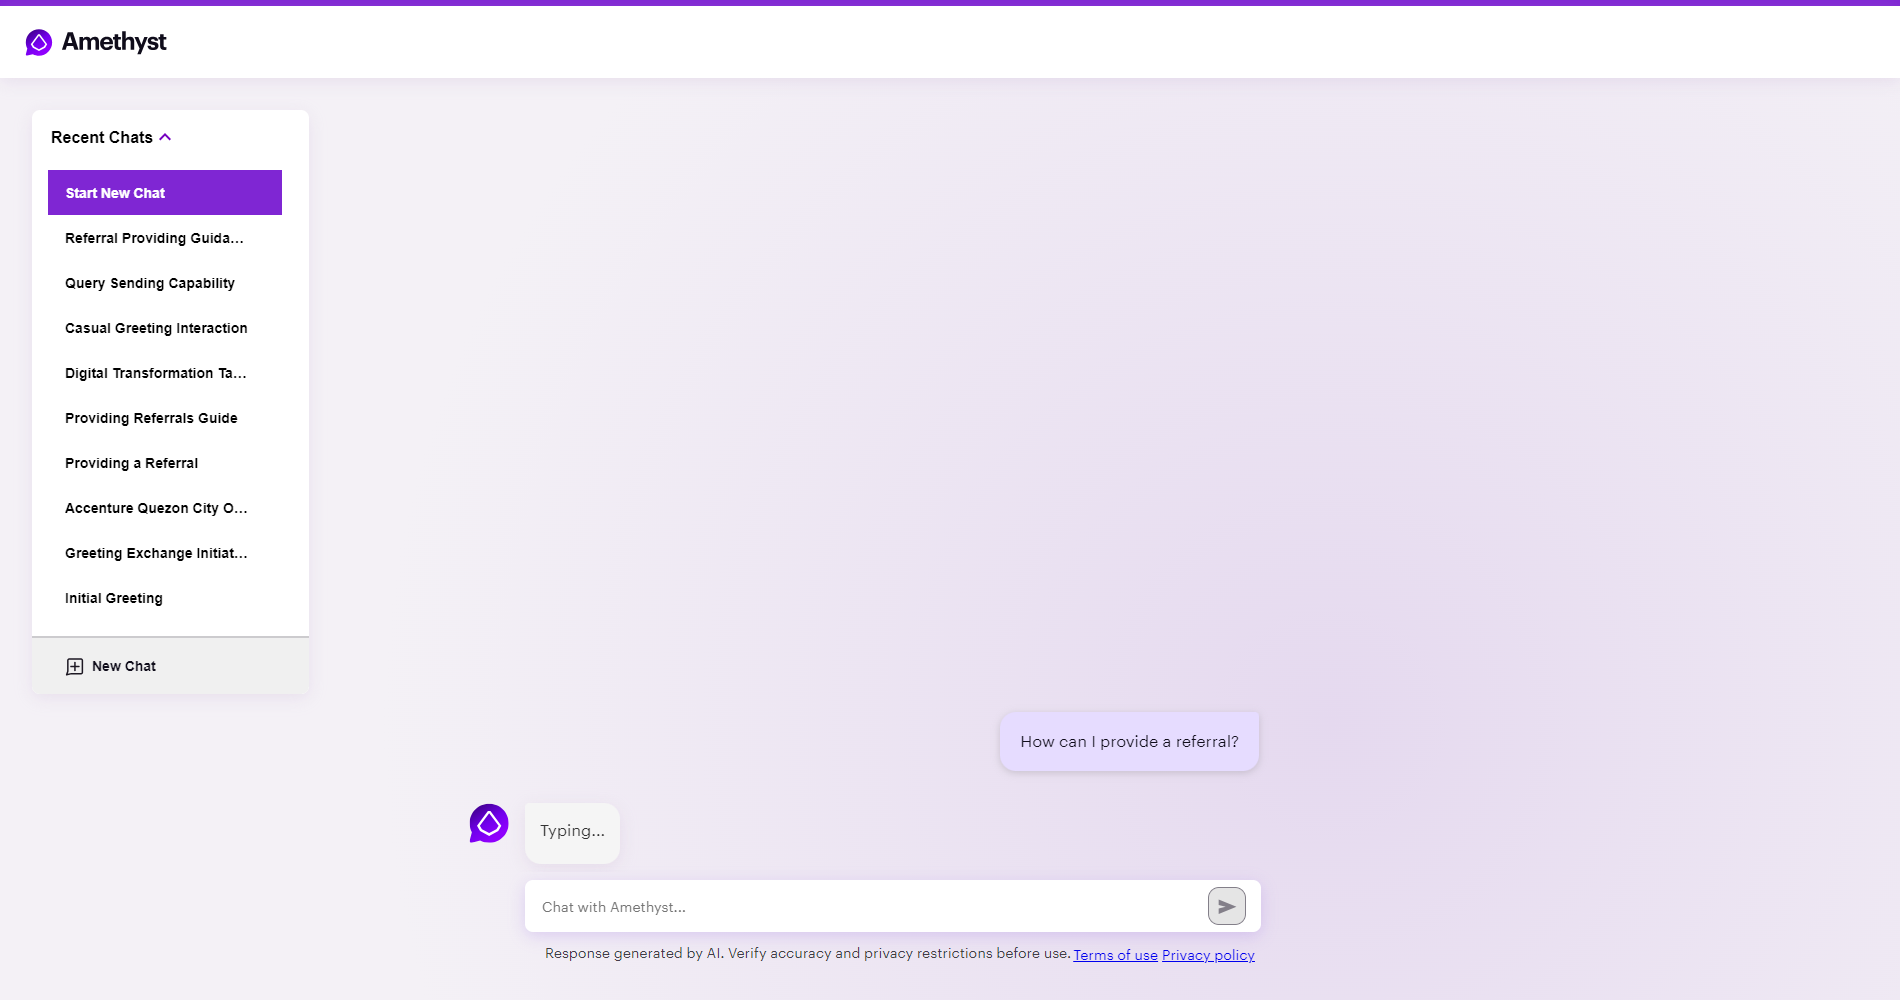 Amethyst
Recent Chats
Start New Chat
Referral Providing Guida...
Query Sending Capability
Casual Greeting Interaction
Digital Transformation Ta...
Providing Referrals Guide
Providing a Referral
Accenture Quezon City O...
Greeting Exchange Initiat...
Initial Greeting
New Chat
How can I provide a referral?
Typing...
Chat with Amethyst...
Response generated by AI. Verify accuracy and privacy restrictions before use. Terms of use Privacy policy